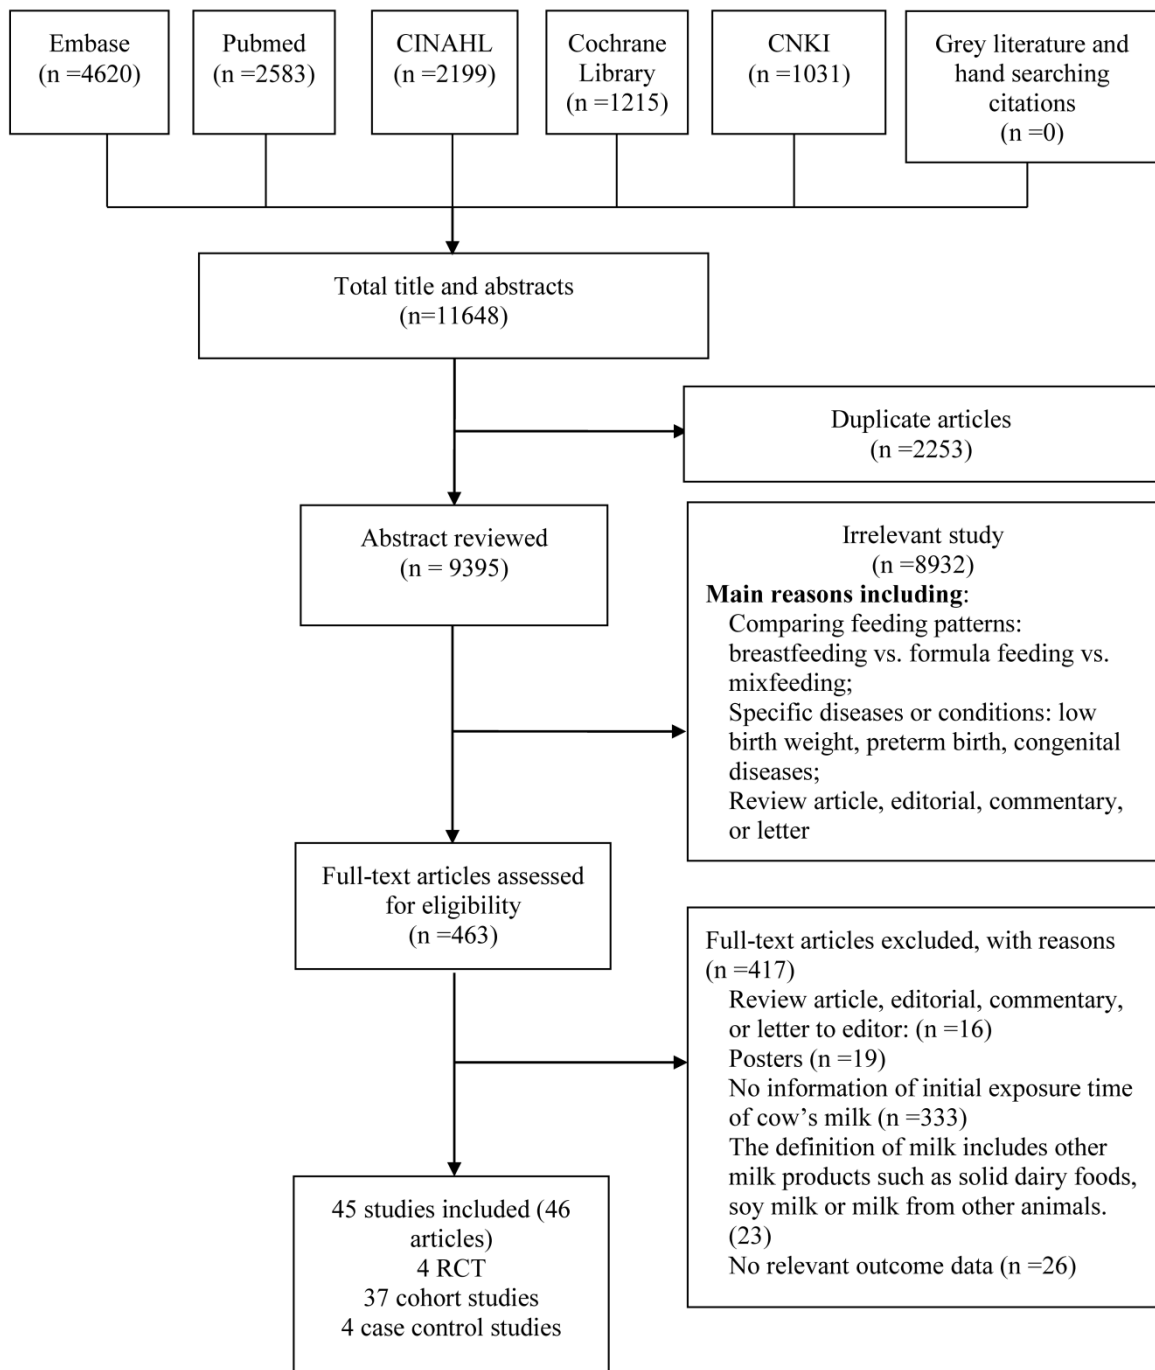 Embase
(n =4620)
Pubmed
(n =2583)
CINAHL
(n =2199)
Cochrane
Library
(n =1215)
CNKI
(n =1031)
Grey literature and
hand searching
citations
(n =0)
Total title and abstracts
(n=11648)
Duplicate articles
(n =2253)
Abstract reviewed
(n = 9395)
Irrelevant study
(n =8932)
Main reasons including:
Comparing feeding patterns:
breastfeeding vs. formula feeding vs.
mixfeeding;
Specific diseases or conditions: low
birth weight, preterm birth, congenital
diseases;
Review article, editorial, commentary,
or letter
Full-text articles assessed
for eligibility
(n =463)
Full-text articles excluded, with reasons
(n =417)
Review article, editorial, commentary,
or letter to editor: (n =16)
Posters (n =19)
No information of initial exposure time
of cow’s milk (n =333)
The definition of milk includes other
milk products such as solid dairy foods,
soy milk or milk from other animals.
(23)
No relevant outcome data (n =26)
45 studies included (46
articles)
4 RCT
37 cohort studies
4 case control studies